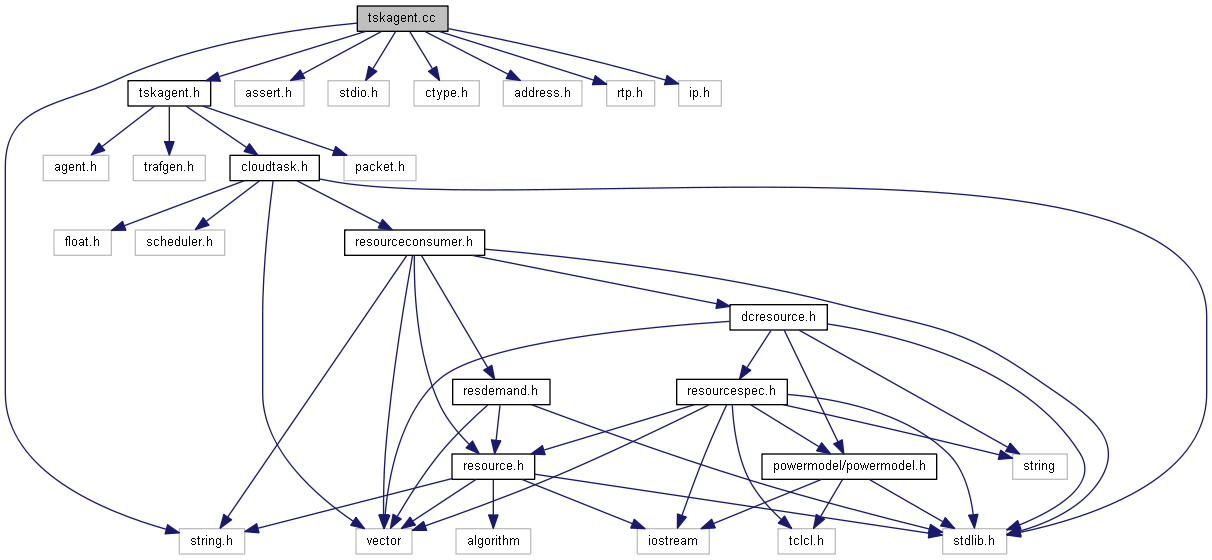 tskagent.cc
tskagent.h
assert.h
stdio.h
ctype.h
address.h
rtp.h
ip.h
agent.h
trafgen.h
cloudtask.h
packet.h
float.h
scheduler.h
resourceconsumer.h
dcresource.h
resdemand.h
resourcespec.h
resource.h
powermodel/powermodel.h
string
string.h
vector
algorithm
iostream
tclcl.h
stdlib.h